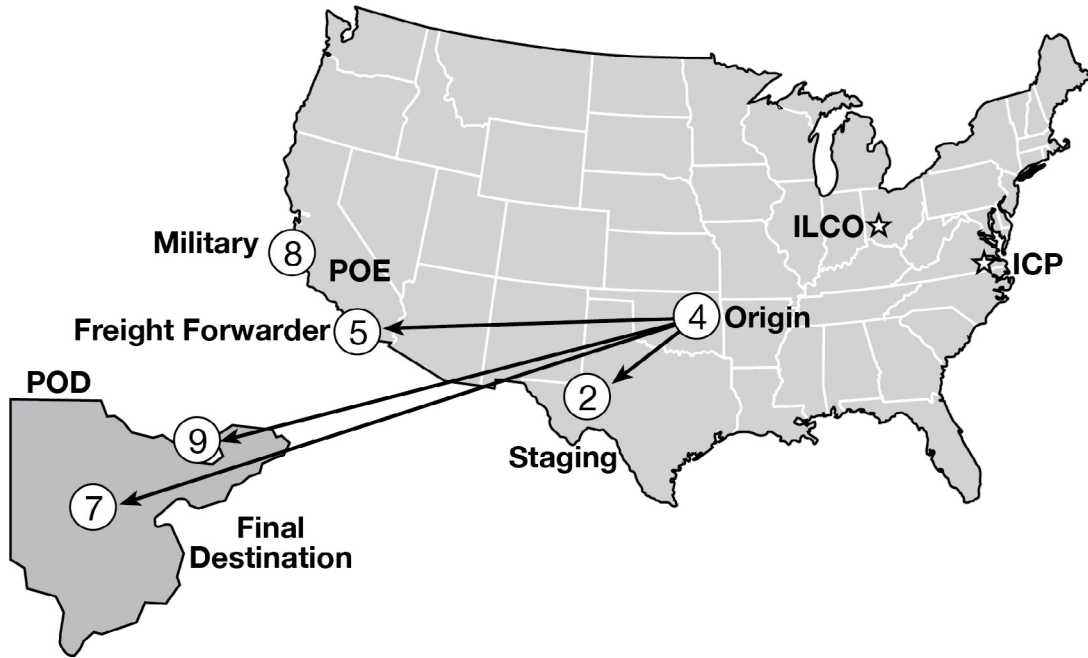 ILCO
Military
8
POE
ICP
Freight Forwarder
5
4
Origin
POD
2
9
Staging
7
Final
Destination